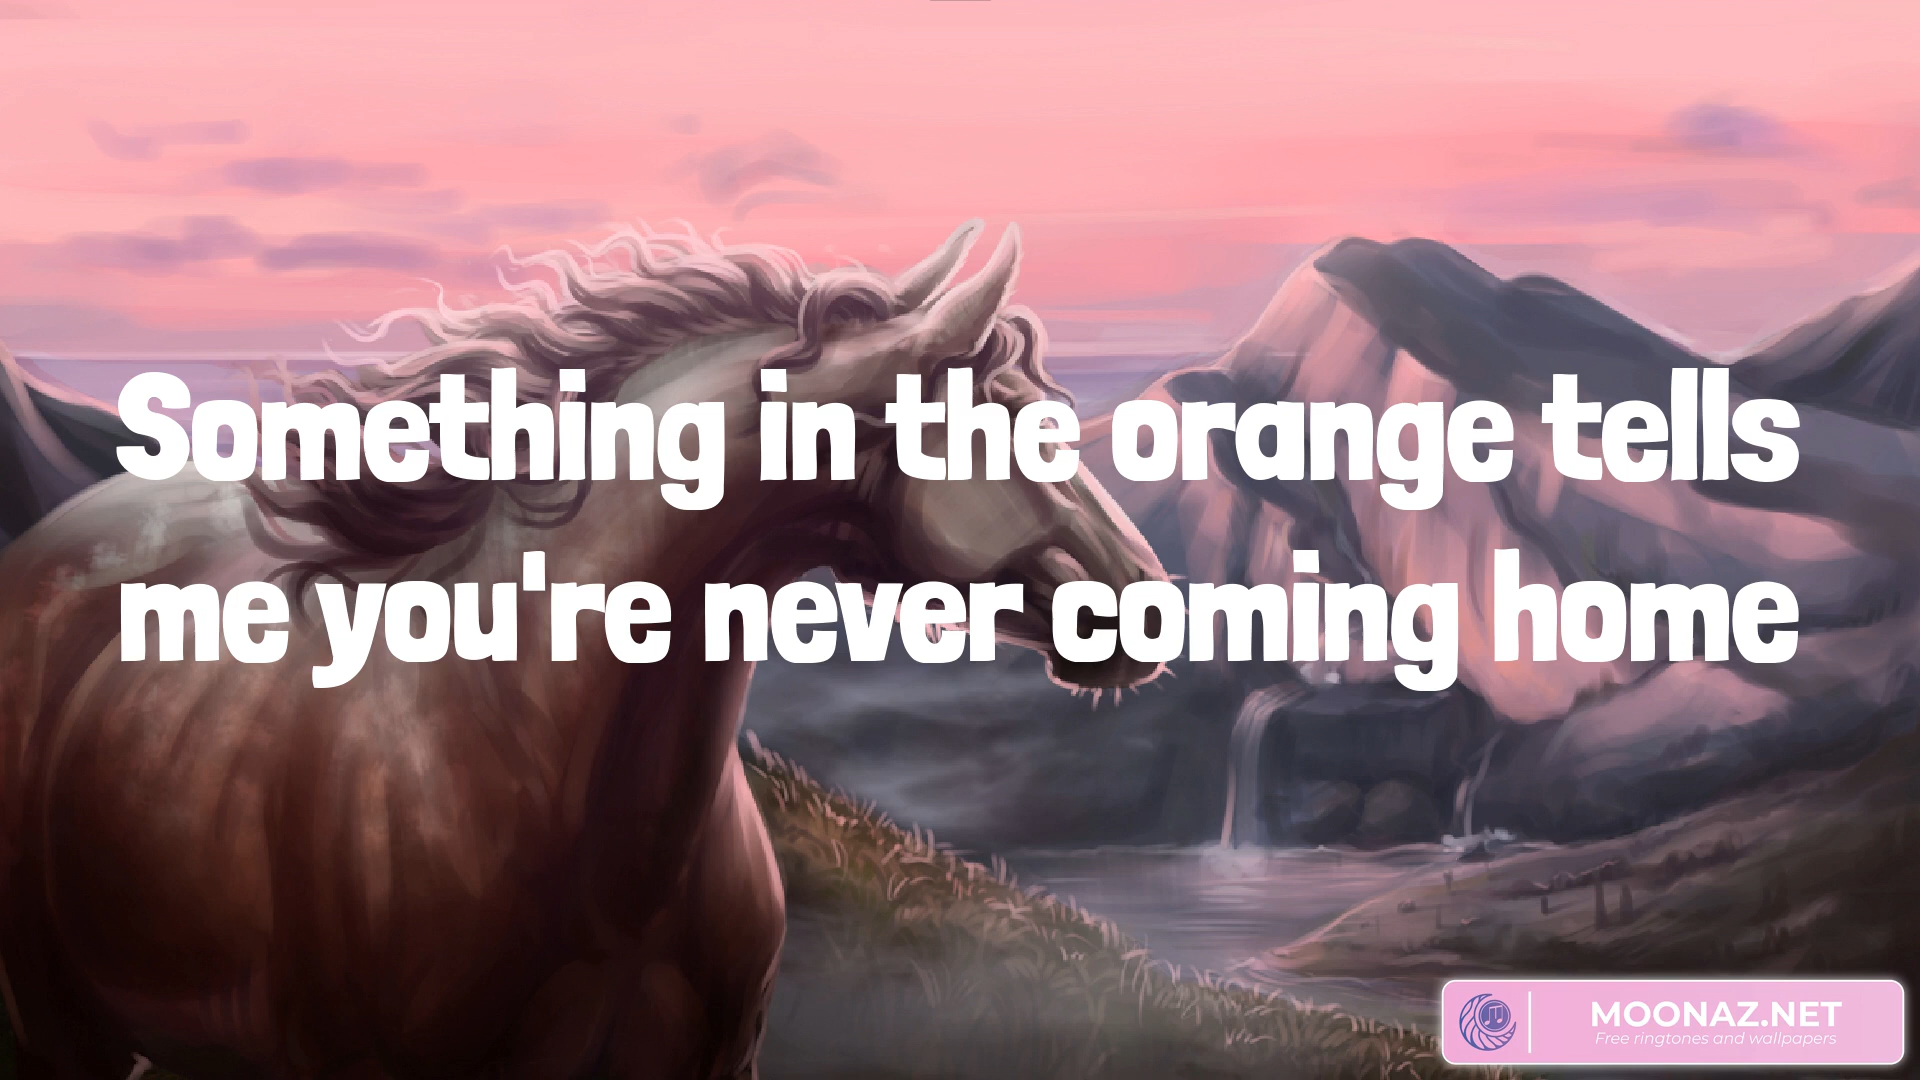 Something in the orange tells
me you're never coming home
MOONAZ.NET
Free ringtones and wallpapers